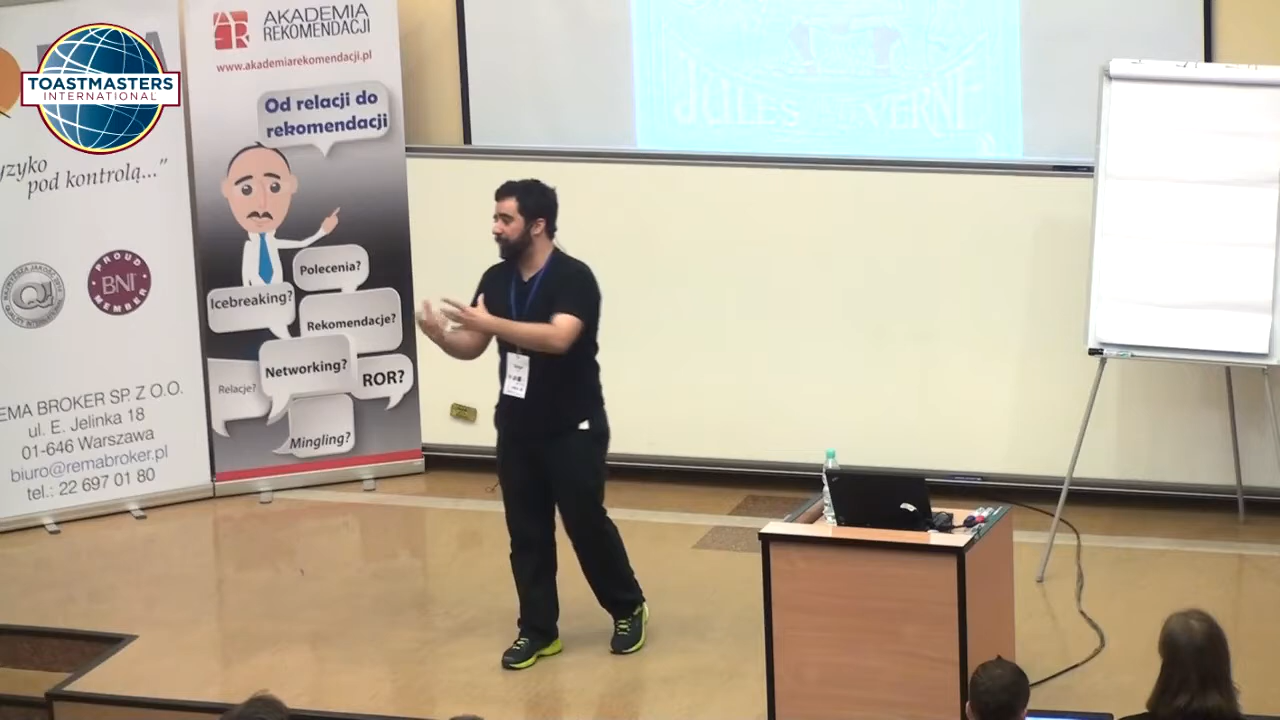 TOASTMASTERS
INTERNATIONAL
yzyko
pod kontrolą..."
PROUD
BNI
MEMBER
EMA BROKER SP. Z O.O.
ul. E. Jelinka 18
01-646 Warszawa
biuro@remabroker.pl
tel.: 22 697 01 80
AKADEMIA
REKOMENDACJI
www.akademiarekomendacji.pl
Od relacji do
rekomendacji
Polecenia?
Icebreaking?
Rekomendacje?
Networking?
Relacje?
ROR?
Mingling?
JULES VERN